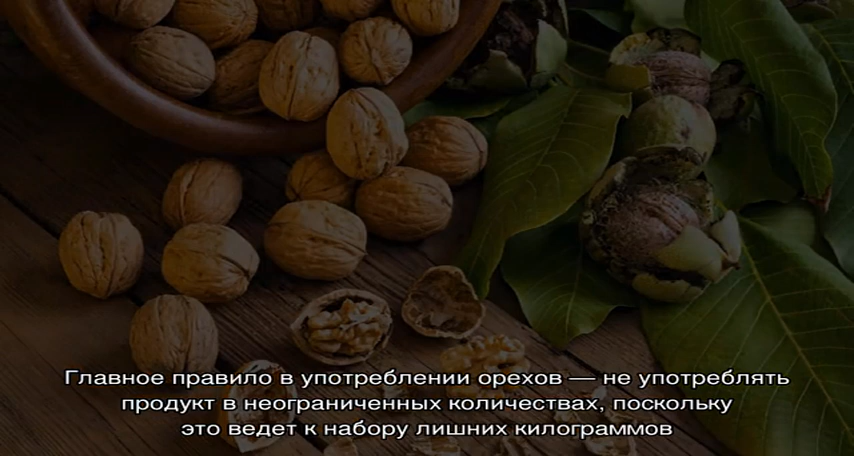 Главное правило в употреблении орехов — не употреблять
продукт в неограниченных количествах, поскольку
это ведет к набору лишних килограммов